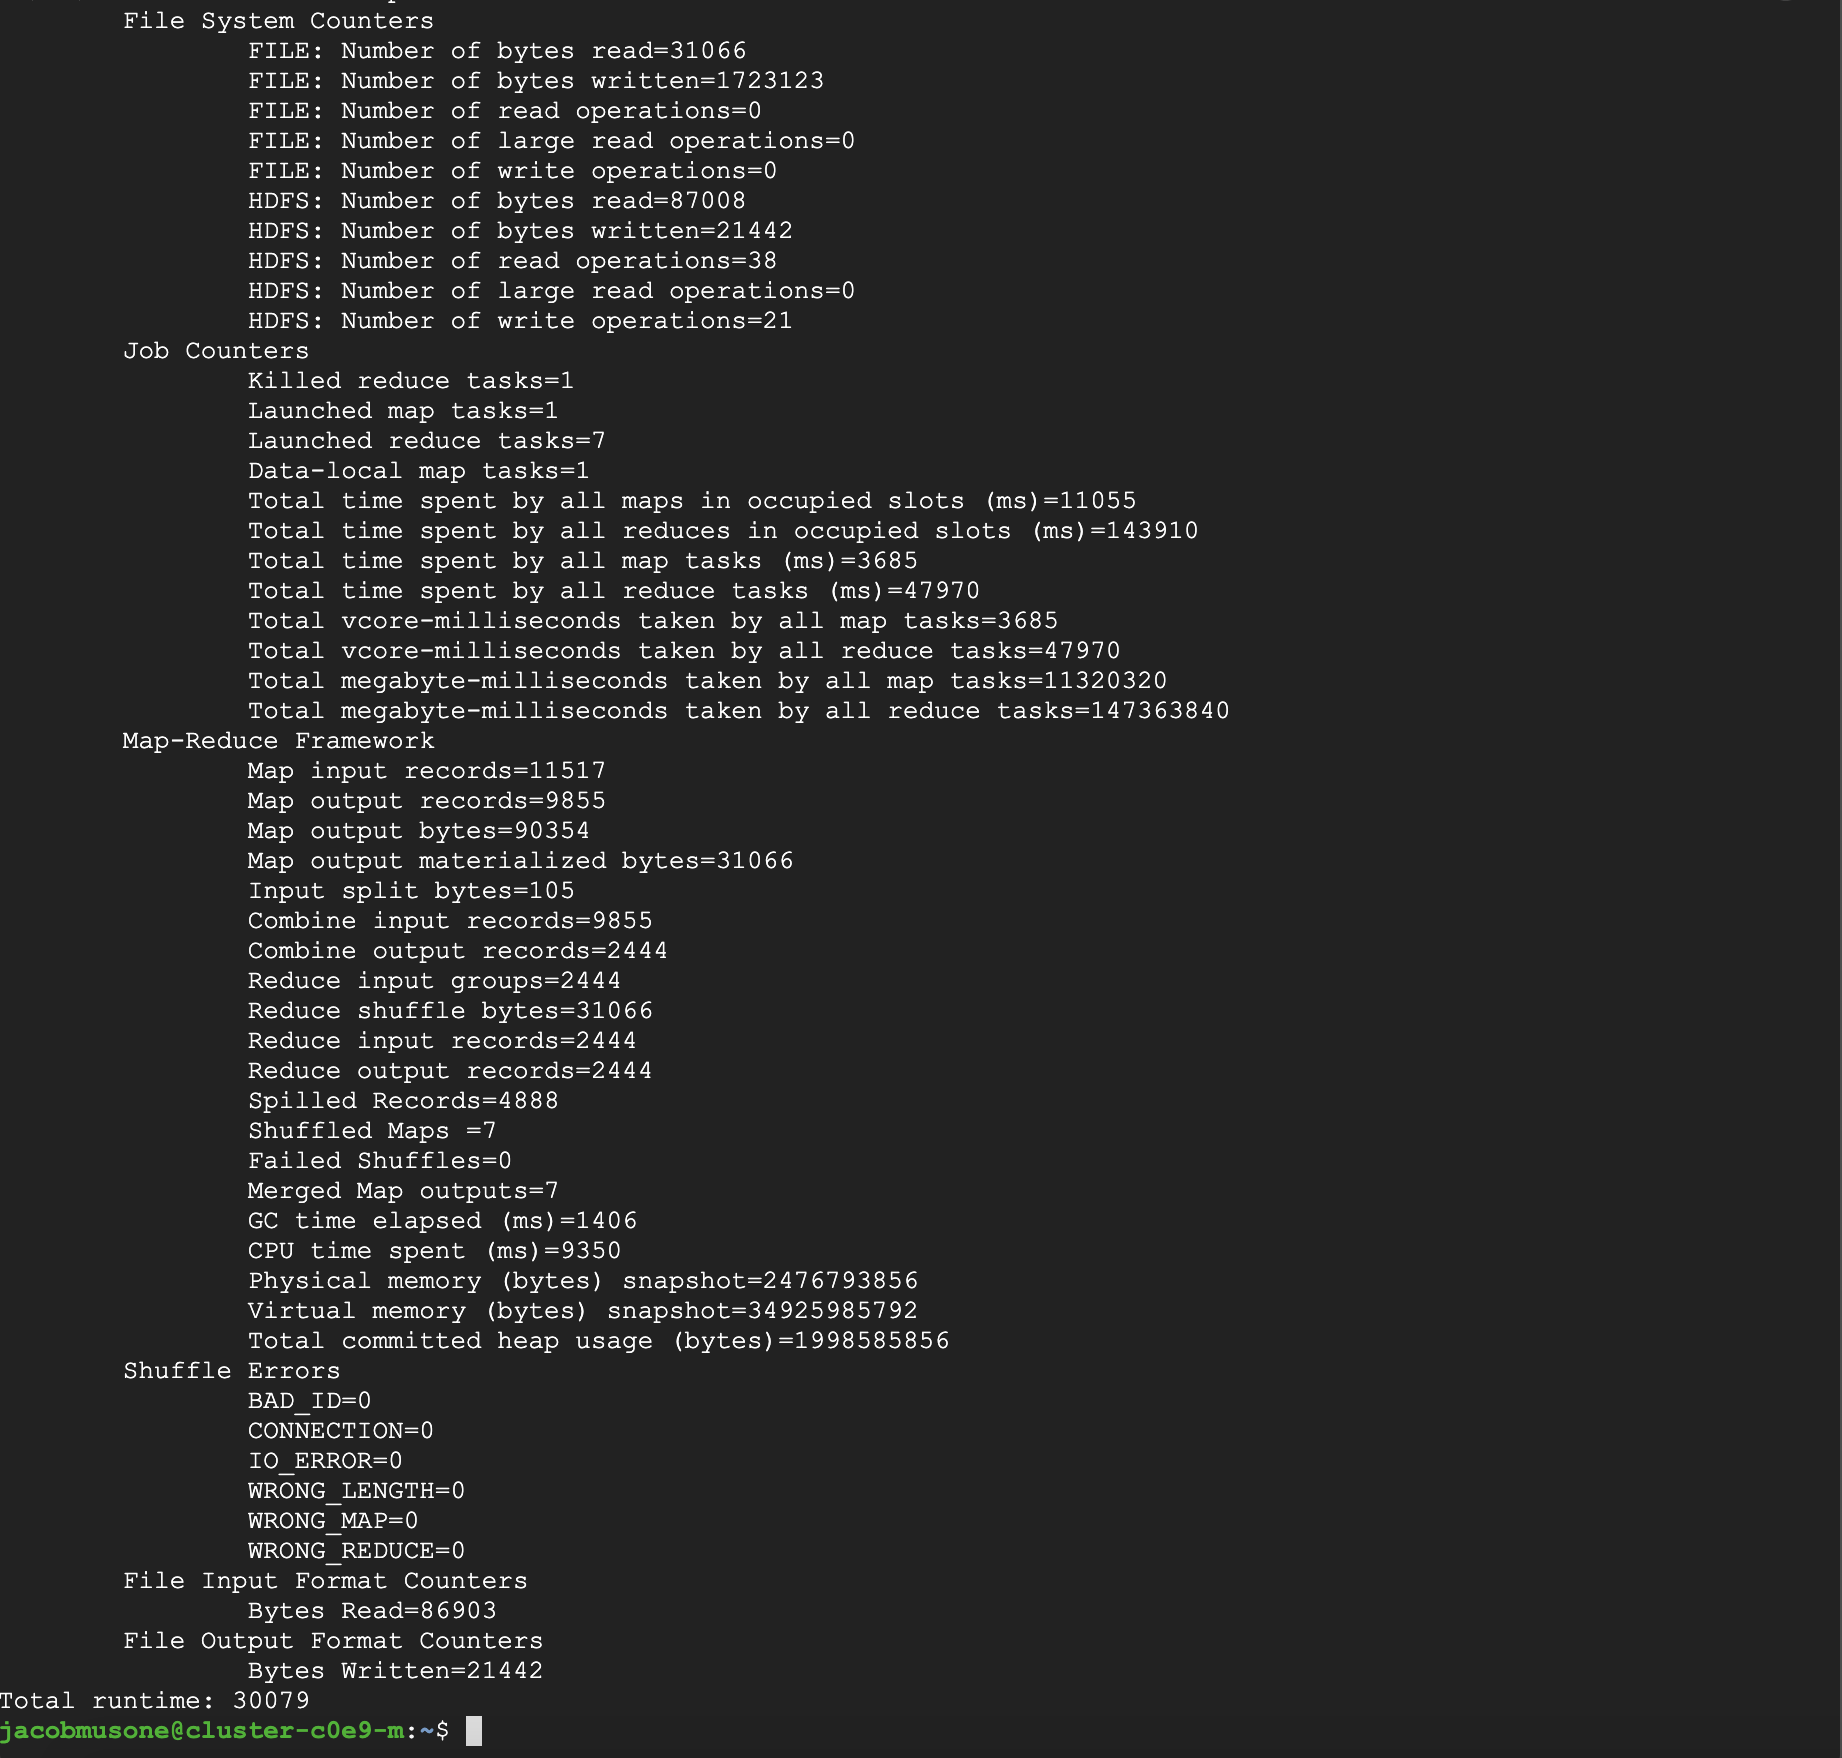 File System Counters
FILE: Number of bytes read=31066
FILE: Number of bytes written=1723123
FILE: Number of read operations=0
FILE: Number of large read operations=0
FILE: Number of write operations=0
HDFS: Number of bytes read=87008
HDFS: Number of bytes written=21442
HDFS: Number of read operations=38
HDFS: Number of large read operations=0
HDFS: Number of write operations=21
Job Counters
Killed reduce tasks=1
Launched map tasks=1
Launched reduce tasks=7
Data-local map tasks=1
Total time spent by all maps in occupied slots (ms)=11055
Total time spent by all reduces in occupied slots (ms)=143910
Total time spent by all map tasks (ms)=3685
Total time spent by all reduce tasks (ms)=47970
Total vcore-milliseconds taken by all map tasks=3685
Total vcore-milliseconds taken by all reduce tasks=47970
Total megabyte-milliseconds taken by all map tasks=11320320
Total megabyte-milliseconds taken by all reduce tasks=147363840
Map-Reduce Framework
Map input records=11517
Map output records=9855
Map output bytes=90354
Map output materialized bytes=31066
Input split bytes=105
Combine input records=9855
Combine output records=2444
Reduce input groups=2444
Reduce shuffle bytes=31066
Reduce input records=2444
Reduce output records=2444
Spilled Records=4888
Shuffled Maps =7
Failed Shuffles=0
Merged Map outputs=7
GC time elapsed (ms)=1406
CPU time spent (ms)=9350
Physical memory (bytes) snapshot=2476793856
Virtual memory (bytes) snapshot=34925985792
Total committed heap usage (bytes)=1998585856
Shuffle Errors
BAD_ID=0
CONNECTION=0
IO_ERROR=0
WRONG_LENGTH=0
WRONG_MAP=0
WRONG_REDUCE=0
File Input Format Counters
Bytes Read=86903
File Output Format Counters
Bytes Written=21442
Total runtime: 30079
jacobmusone@cluster-c0e9-m:~$